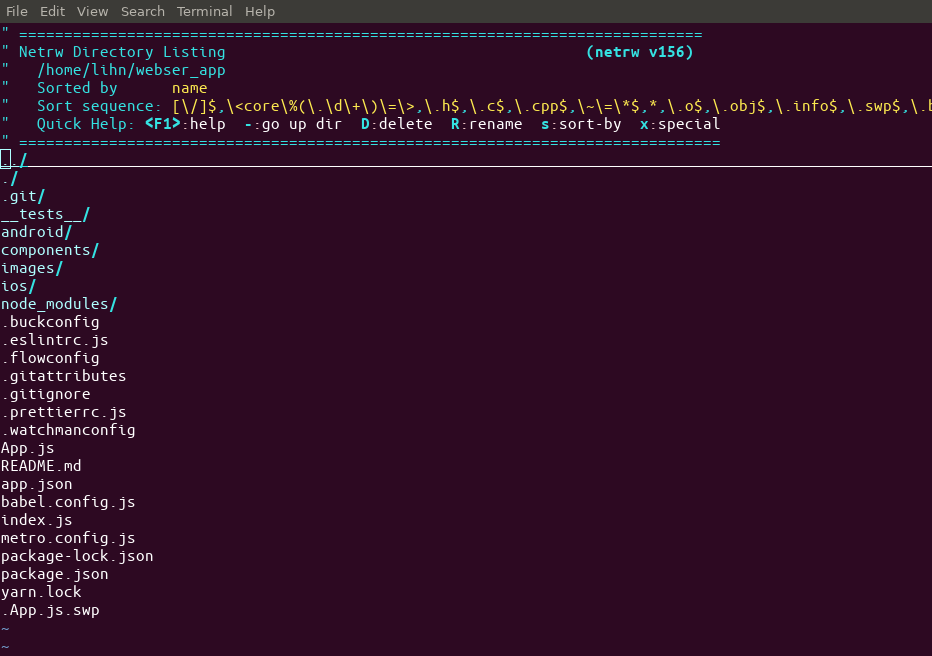 File Edit View Search Terminal Help
" ============================================================================
" Netrw Directory Listing                                        (netrw v156)
"   /home/lihn/webser_app
"   Sorted by      name
"   Sort sequence: [\/]$,\<core\%(\.\d\+\)\=\>,\.h$,\.c$,\.cpp$,\~\=\*$,*,\.o$,\.obj$,\.info$,\.swp$,\.b
"   Quick Help: <F1>:help  -:go up dir  D:delete  R:rename  s:sort-by  x:special
" ==============================================================================
../
./
.git/
__tests__/
android/
components/
images/
ios/
node_modules/
.buckconfig
.eslintrc.js
.flowconfig
.gitattributes
.gitignore
.prettierrc.js
.watchmanconfig
App.js
README.md
app.json
babel.config.js
index.js
metro.config.js
package-lock.json
package.json
yarn.lock
.App.js.swp
~
~